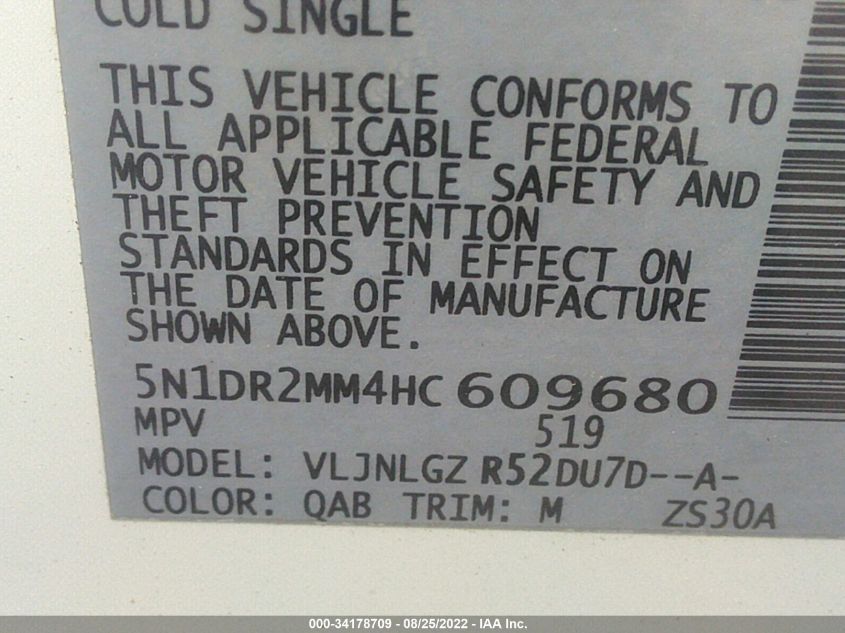 COLD SINGLE
THIS VEHICLE CONFORMS TO
ALL APPLICABLE FEDERAL
MOTOR VEHICLE SAFETY AND
THEFT PREVENTION
STANDARDS IN EFFECT ON
THE DATE OF MANUFACTURE
SHOWN ABOVE.
5N1DR2MM4HC 609680
MPV 519
MODEL: VLJNLGZ R52DU7D--A-
COLOR: QAB TRIM: M ZS30A
000-34178709 - 08/25/2022 - IAA Inc.